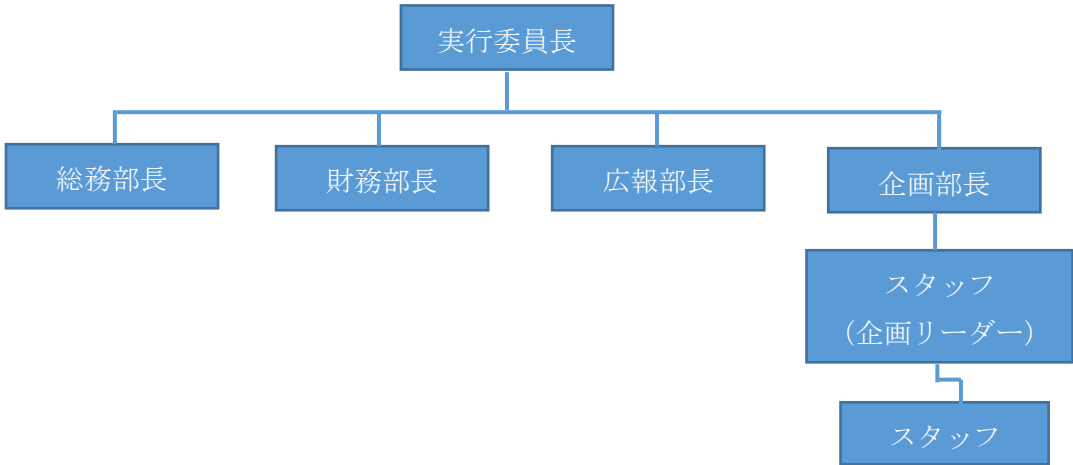 実行委員長
総務部長
財務部長
広報部長
企画部長
スタッフ
（企画リーダー）
スタッフ